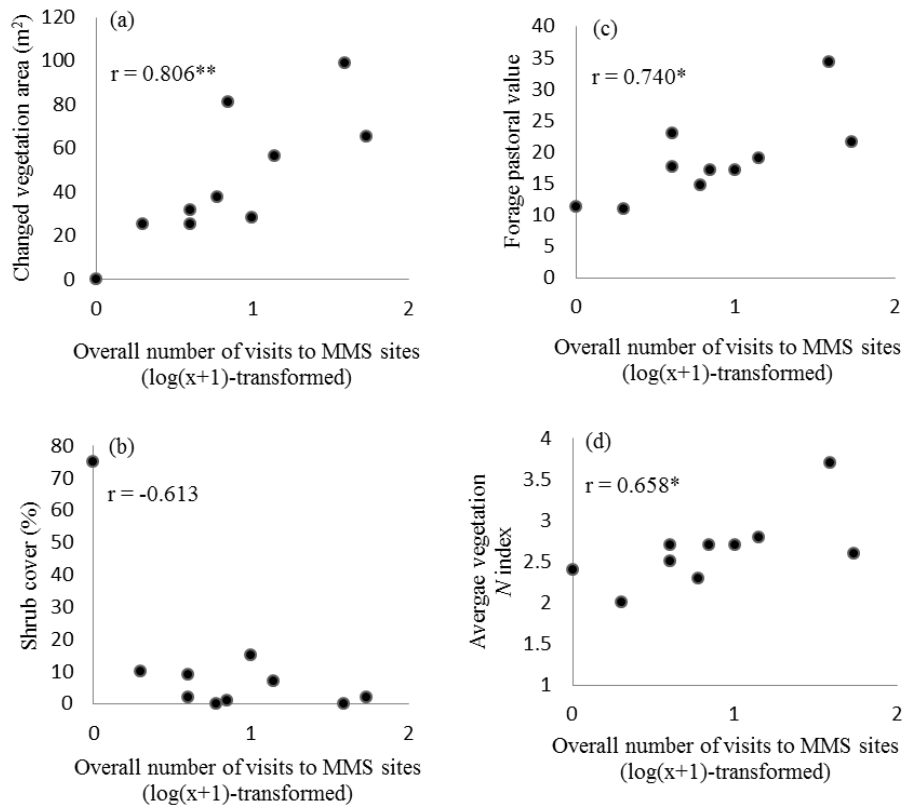 (a)
r = 0.806**
Changed vegetation area (m²)
120
100
80
60
40
20
0
0 1 2
Overall number of visits to MMS sites
(log(x+1)-transformed)
(c)
r = 0.740*
Forage pastoral value
40
35
30
25
20
15
10
5
0
0 1 2
Overall number of visits to MMS sites
(log(x+1)-transformed)
(b)
r = -0.613
Shrub cover (%)
80
70
60
50
40
30
20
10
0
0 1 2
Overall number of visits to MMS sites
(log(x+1)-transformed)
(d)
r = 0.658*
Avergae vegetation
N index
4
3.5
3
2.5
2
1.5
1
0 1 2
Overall number of visits to MMS sites
(log(x+1)-transformed)